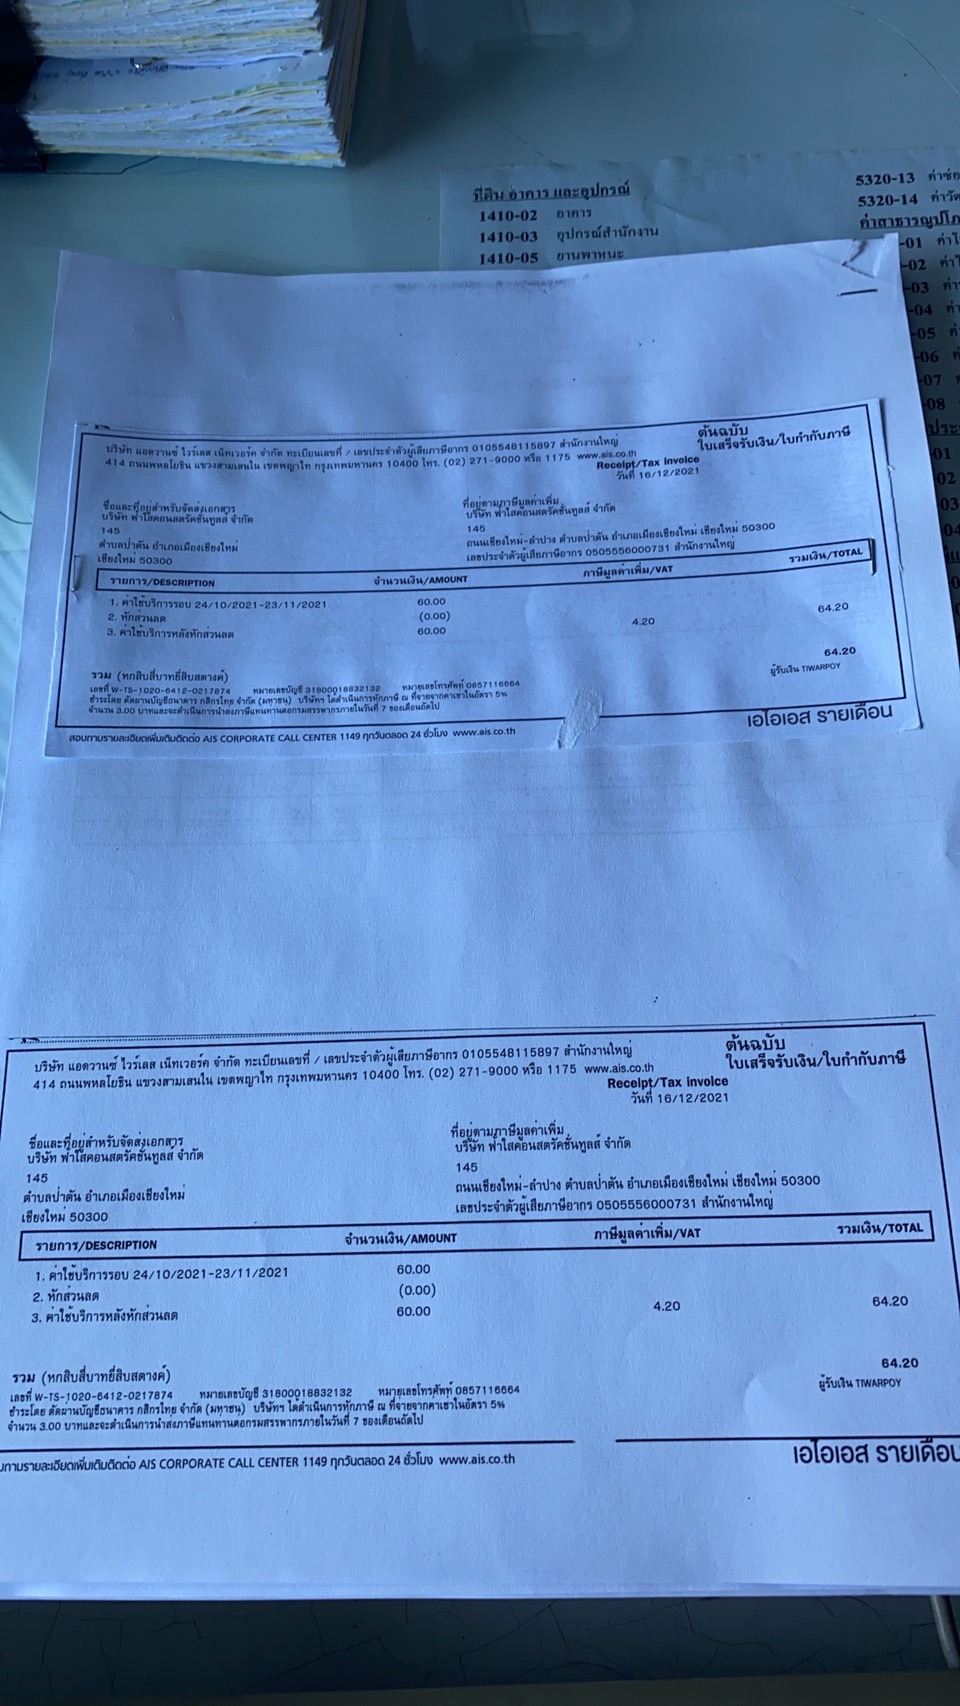 ที่ดิน อาคาร และอุปกรณ์
1410-02 อาคาร
1410-03 อุปกรณ์สำนักงาน
1410-05 ยานพาหนะ
5320-13 ค่าซ่อ
5320-14 ค่าวั
ค่าสาธารณูปโภ
-01 ค่าไ
-02 ค่าไ
-03 ค่
-04 ค่
-05
-06
-07
-08
01
02
03
ต้นฉบับ
บริษัท แอดวานซ์ ไวร์เลส เน็ทเวอร์ค จำกัด ทะเบียนเลขที่ / เลขประจำตัวผู้เสียภาษีอากร 0105548115897 สำนักงานใหญ่ ใบเสร็จรับเงิน/ใบกำกับภาษี
414 ถนนพหลโยธิน แขวงสามเสนใน เขตพญาไท กรุงเทพมหานคร 10400 โทร. (02) 271-9000 หรือ 1175 www.ais.co.th
Receipt/Tax Invoice
วันที่ 16/12/2021
ชื่อและที่อยู่สำหรับจัดส่งเอกสาร ที่อยู่ตามภาษีมูลค่าเพิ่ม
บริษัท ฟ้าใสคอนสตรัคชั่นทูลส์ จำกัด บริษัท ฟ้าใสคอนสตรัคชั่นทูลส์ จำกัด
145 145
ตำบลป่าตัน อำเภอเมืองเชียงใหม่ ถนนเชียงใหม่-ลำปาง ตำบลป่าตัน อำเภอเมืองเชียงใหม่ เชียงใหม่ 50300
เชียงใหม่ 50300 เลขประจำตัวผู้เสียภาษีอากร 0505556000731 สำนักงานใหญ่
รายการ/DESCRIPTION จำนวนเงิน/AMOUNT ภาษีมูลค่าเพิ่ม/VAT รวมเงิน/TOTAL
1. ค่าใช้บริการรอบ 24/10/2021-23/11/2021 60.00
2. หักส่วนลด (0.00)
3. ค่าใช้บริการหลังหักส่วนลด 60.00 4.20 64.20
64.20
รวม (หกสิบสี่บาทยี่สิบสตางค์) ผู้รับเงิน TIWARPOY
เลขที่ W-TS-1020-6412-0217874 หมายเลขบัญชี 31800018832132 หมายเลขโทรศัพท์ 0857116664
ชำระโดย ตัดผ่านบัญชีธนาคาร กสิกรไทย จำกัด (มหาชน) บริษัทฯ ได้ดำเนินการหักภาษี ณ ที่จ่ายจากค่าเช่าในอัตรา 5%
จำนวน 3.00 บาทและจะดำเนินการนำส่งภาษีแทนท่านต่อกรมสรรพากรภายในวันที่ 7 ของเดือนถัดไป
เอไอเอส รายเดือน
สอบถามรายละเอียดเพิ่มเติมติดต่อ AIS CORPORATE CALL CENTER 1149 ทุกวันตลอด 24 ชั่วโมง www.ais.co.th
ต้นฉบับ
บริษัท แอดวานซ์ ไวร์เลส เน็ทเวอร์ค จำกัด ทะเบียนเลขที่ / เลขประจำตัวผู้เสียภาษีอากร 0105548115897 สำนักงานใหญ่ ใบเสร็จรับเงิน/ใบกำกับภาษี
414 ถนนพหลโยธิน แขวงสามเสนใน เขตพญาไท กรุงเทพมหานคร 10400 โทร. (02) 271-9000 หรือ 1175 www.ais.co.th
Receipt/Tax Invoice
วันที่ 16/12/2021
ชื่อและที่อยู่สำหรับจัดส่งเอกสาร ที่อยู่ตามภาษีมูลค่าเพิ่ม
บริษัท ฟ้าใสคอนสตรัคชั่นทูลส์ จำกัด บริษัท ฟ้าใสคอนสตรัคชั่นทูลส์ จำกัด
145 145
ตำบลป่าตัน อำเภอเมืองเชียงใหม่ ถนนเชียงใหม่-ลำปาง ตำบลป่าตัน อำเภอเมืองเชียงใหม่ เชียงใหม่ 50300
เชียงใหม่ 50300 เลขประจำตัวผู้เสียภาษีอากร 0505556000731 สำนักงานใหญ่
รายการ/DESCRIPTION จำนวนเงิน/AMOUNT ภาษีมูลค่าเพิ่ม/VAT รวมเงิน/TOTAL
1. ค่าใช้บริการรอบ 24/10/2021-23/11/2021 60.00
2. หักส่วนลด (0.00)
3. ค่าใช้บริการหลังหักส่วนลด 60.00 4.20 64.20
64.20
รวม (หกสิบสี่บาทยี่สิบสตางค์) ผู้รับเงิน TIWARPOY
เลขที่ W-TS-1020-6412-0217874 หมายเลขบัญชี 31800018832132 หมายเลขโทรศัพท์ 0857116664
ชำระโดย ตัดผ่านบัญชีธนาคาร กสิกรไทย จำกัด (มหาชน) บริษัทฯ ได้ดำเนินการหักภาษี ณ ที่จ่ายจากค่าเช่าในอัตรา 5%
จำนวน 3.00 บาทและจะดำเนินการนำส่งภาษีแทนท่านต่อกรมสรรพากรภายในวันที่ 7 ของเดือนถัดไป
เอไอเอส รายเดือน
บถามรายละเอียดเพิ่มเติมติดต่อ AIS CORPORATE CALL CENTER 1149 ทุกวันตลอด 24 ชั่วโมง www.ais.co.th